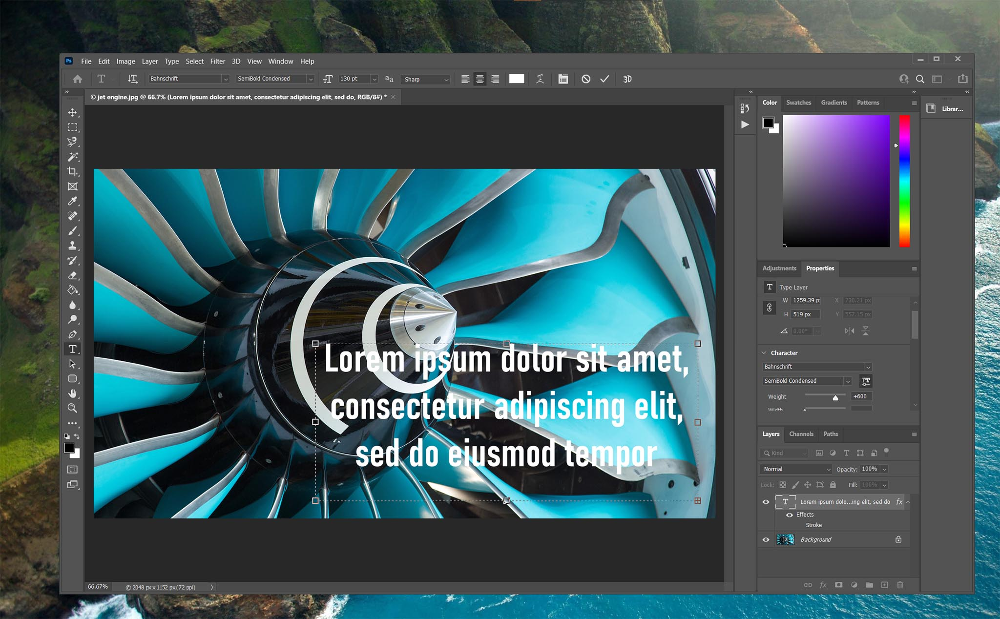 Ps File Edit Image Layer Type Select Filter 3D View Window Help
Bahnschrift SemiBold Condensed 130 pt aa Sharp 3D
© jet engine.jpg @ 66.7% (Lorem ipsum dolor sit amet, consectetur adipiscing elit, sed do, RGB/8#) * ×
Lorem ipsum dolor sit amet,
consectetur adipiscing elit,
sed do eiusmod tempor
66.67% © 2048 px x 1152 px (72 ppi)
Color Swatches Gradients Patterns
Librar...
Adjustments Properties
T Type Layer
W 1259.39 p X 730.21 px
H 519 px Y 557.15 px
0.00°
Character
Bahnschrift
SemiBold Condensed
Weight +600
Width
Layers Channels Paths
Kind
Normal Opacity: 100%
Lock: Fill: 100%
T Lorem ipsum dolo...ing elit, sed do fx
Effects
Stroke
Background
fx